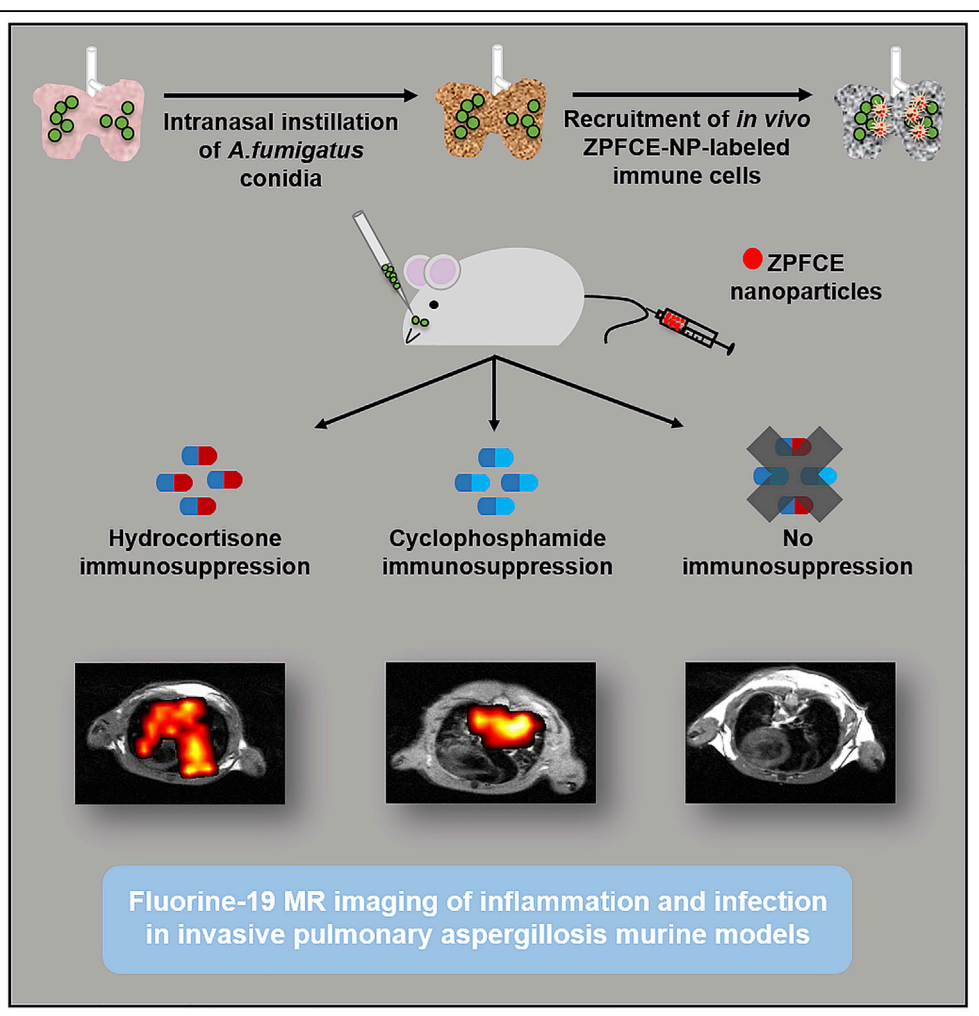 Intranasal instillation
of A.fumigatus
conidia
Recruitment of in vivo
ZPFCE-NP-labeled
immune cells
ZPFCE
nanoparticles
Hydrocortisone
immunosuppression
Cyclophosphamide
immunosuppression
No
immunosuppression
Fluorine-19 MR imaging of inflammation and infection
in invasive pulmonary aspergillosis murine models